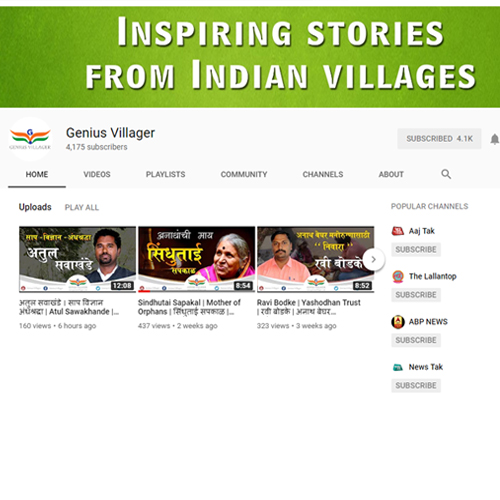 INSPIRING STORIES
FROM INDIAN VILLAGES
GENIUS VILLAGER
Genius Villager
4,175 subscribers
SUBSCRIBED 4.1K
HOME VIDEOS PLAYLISTS COMMUNITY CHANNELS ABOUT
Uploads PLAY ALL
साप - विज्ञान - अंधश्रद्धा
अतुल
सवाखंडे
12:08
अतुल सवाखंडे । साप विज्ञान
अंधश्रद्धा | Atul Sawakhande |...
160 views • 6 hours ago
अनाथांची माय
सिंधुताई
सपकाळ
8:54
Sindhutai Sapakal | Mother of
Orphans | सिंधुताई सपकाळ |...
437 views • 2 weeks ago
अनाथ बेघर मनोरुग्णासाठी
"निवारा"
रवी बोडके
8:52
Ravi Bodke | Yashodhan Trust
| रवी बोडके | अनाथ बेघर...
323 views • 3 weeks ago
POPULAR CHANNELS
Aaj Tak
SUBSCRIBE
The Lallantop
SUBSCRIBE
ABP NEWS
SUBSCRIBE
News Tak
SUBSCRIBE